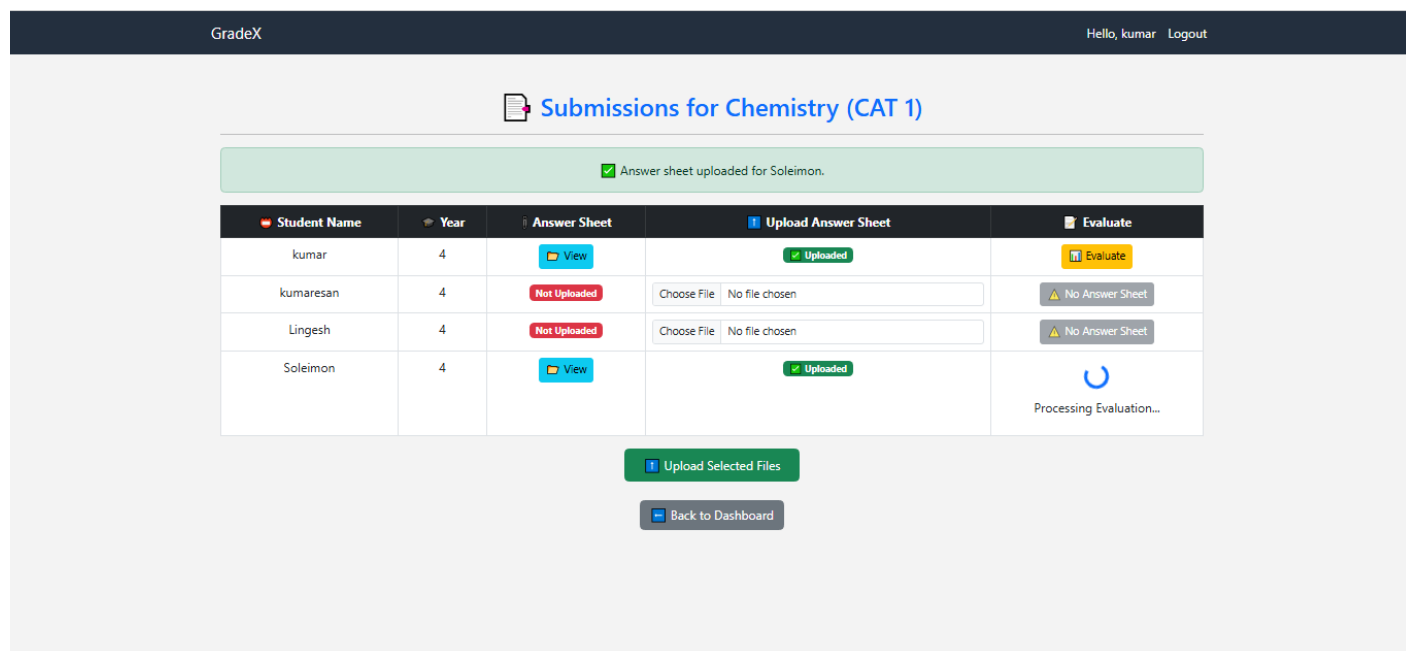 GradeX Hello, kumar Logout
Submissions for Chemistry (CAT 1)
Answer sheet uploaded for Soleimon.
Student Name Year Answer Sheet Upload Answer Sheet Evaluate
kumar 4 View Uploaded Evaluate
kumaresan 4 Not Uploaded Choose File No file chosen No Answer Sheet
Lingesh 4 Not Uploaded Choose File No file chosen No Answer Sheet
Soleimon 4 View Uploaded
Processing Evaluation...
Upload Selected Files
Back to Dashboard